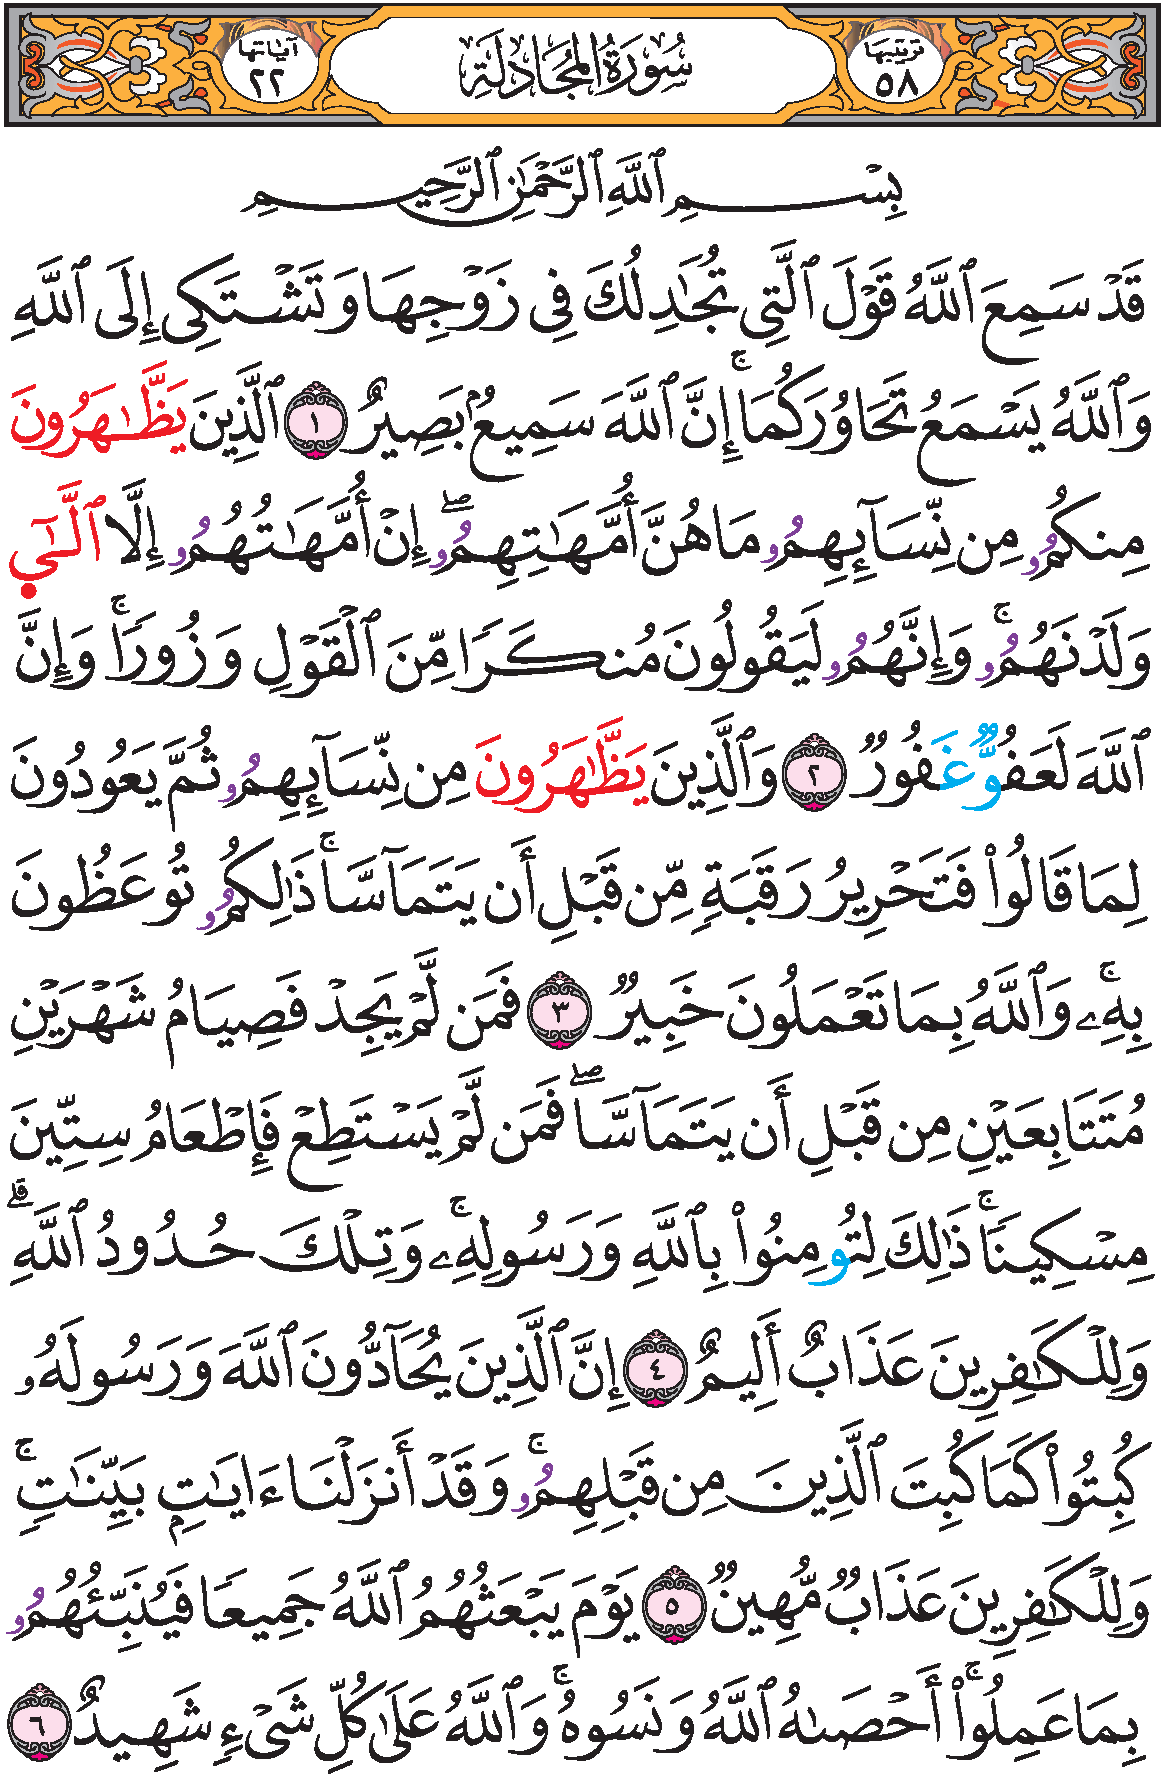 ترتيبها ٥٨ سُورَةُ المُجَادلَة آياتها ٢٢
بِسْمِ ٱللَّهِ ٱلرَّحْمَٰنِ ٱلرَّحِيمِ
قَدْ سَمِعَ ٱللَّهُ قَوْلَ ٱلَّتِى تُجَٰدِلُكَ فِى زَوْجِهَا وَتَشْتَكِى إِلَى ٱللَّهِ
وَٱللَّهُ يَسْمَعُ تَحَاوُرَكُمَآ ۚ إِنَّ ٱللَّهَ سَمِيعُۢ بَصِيرٌ ١ ٱلَّذِينَ يَظَّٰهَرُونَ
مِنكُمُۥ مِن نِّسَآئِهِمُۥ مَا هُنَّ أُمَّهَٰتِهِمُۥ ۖ إِنْ أُمَّهَٰتُهُمُۥ إِلَّا ٱلَّٰٓـِٔى
وَلَدْنَهُمُۥ ۚ وَإِنَّهُمُۥ لَيَقُولُونَ مُنكَرًا مِّنَ ٱلْقَوْلِ وَزُورًا ۚ وَإِنَّ
ٱللَّهَ لَعَفُوٌّ غَفُورٌ ٢ وَٱلَّذِينَ يَظَّٰهَرُونَ مِن نِّسَآئِهِمُۥ ثُمَّ يَعُودُونَ
لِمَا قَالُوا۟ فَتَحْرِيرُ رَقَبَةٍ مِّن قَبْلِ أَن يَتَمَآسَّا ۚ ذَٰلِكُمُۥ تُوعَظُونَ
بِهِۦ ۚ وَٱللَّهُ بِمَا تَعْمَلُونَ خَبِيرٌ ٣ فَمَن لَّمْ يَجِدْ فَصِيَامُ شَهْرَيْنِ
مُتَتَابِعَيْنِ مِن قَبْلِ أَن يَتَمَآسَّا ۖ فَمَن لَّمْ يَسْتَطِعْ فَإِطْعَامُ سِتِّينَ
مِسْكِينًا ۚ ذَٰلِكَ لِتُومِنُوا۟ بِٱللَّهِ وَرَسُولِهِۦ ۚ وَتِلْكَ حُدُودُ ٱللَّهِ ۗ
وَلِلْكَٰفِرِينَ عَذَابٌ أَلِيمٌ ٤ إِنَّ ٱلَّذِينَ يُحَآدُّونَ ٱللَّهَ وَرَسُولَهُۥ
كُبِتُوا۟ كَمَا كُبِتَ ٱلَّذِينَ مِن قَبْلِهِمُۥ ۚ وَقَدْ أَنزَلْنَآ ءَايَٰتِۭ بَيِّنَٰتٍ ۚ
وَلِلْكَٰفِرِينَ عَذَابٌ مُّهِينٌ ٥ يَوْمَ يَبْعَثُهُمُ ٱللَّهُ جَمِيعًا فَيُنَبِّئُهُمُۥ
بِمَا عَمِلُوٓا۟ ۚ أَحْصَىٰهُ ٱللَّهُ وَنَسُوهُ ۚ وَٱللَّهُ عَلَىٰ كُلِّ شَىْءٍ شَهِيدٌ ٦